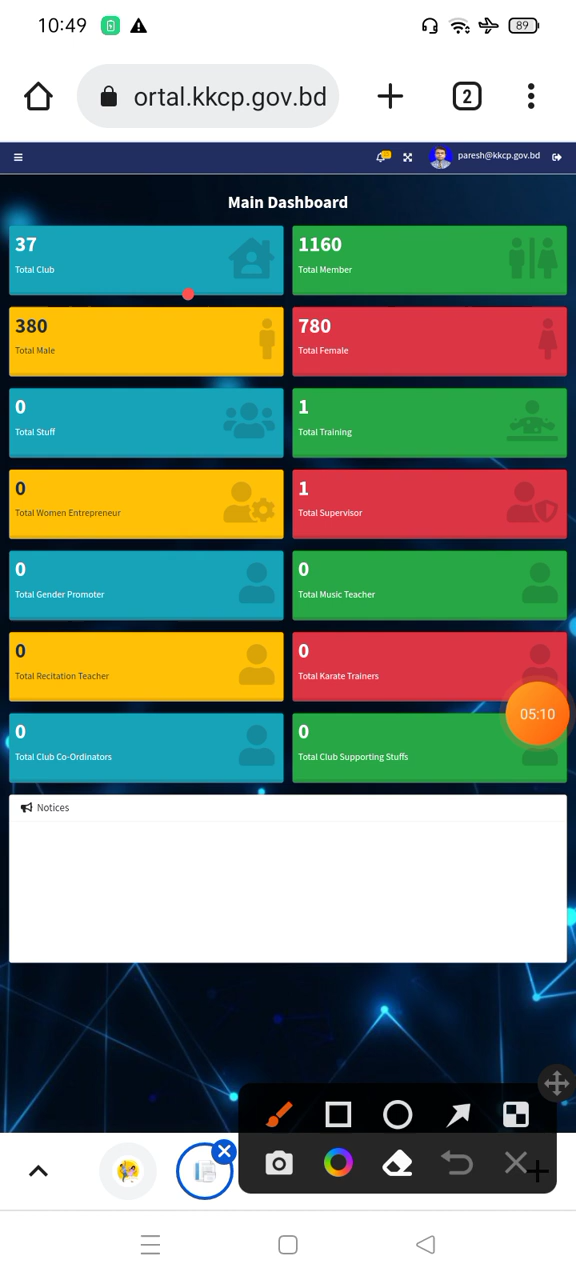 10:49
89
ortal.kkcp.gov.bd
2
paresh@kkcp.gov.bd
Main Dashboard
37
Total Club
1160
Total Member
380
Total Male
780
Total Female
0
Total Stuff
1
Total Training
0
Total Women Entrepreneur
1
Total Supervisor
0
Total Gender Promoter
0
Total Music Teacher
0
Total Recitation Teacher
0
Total Karate Trainers
05:10
0
Total Club Co-Ordinators
0
Total Club Supporting Stuffs
Notices